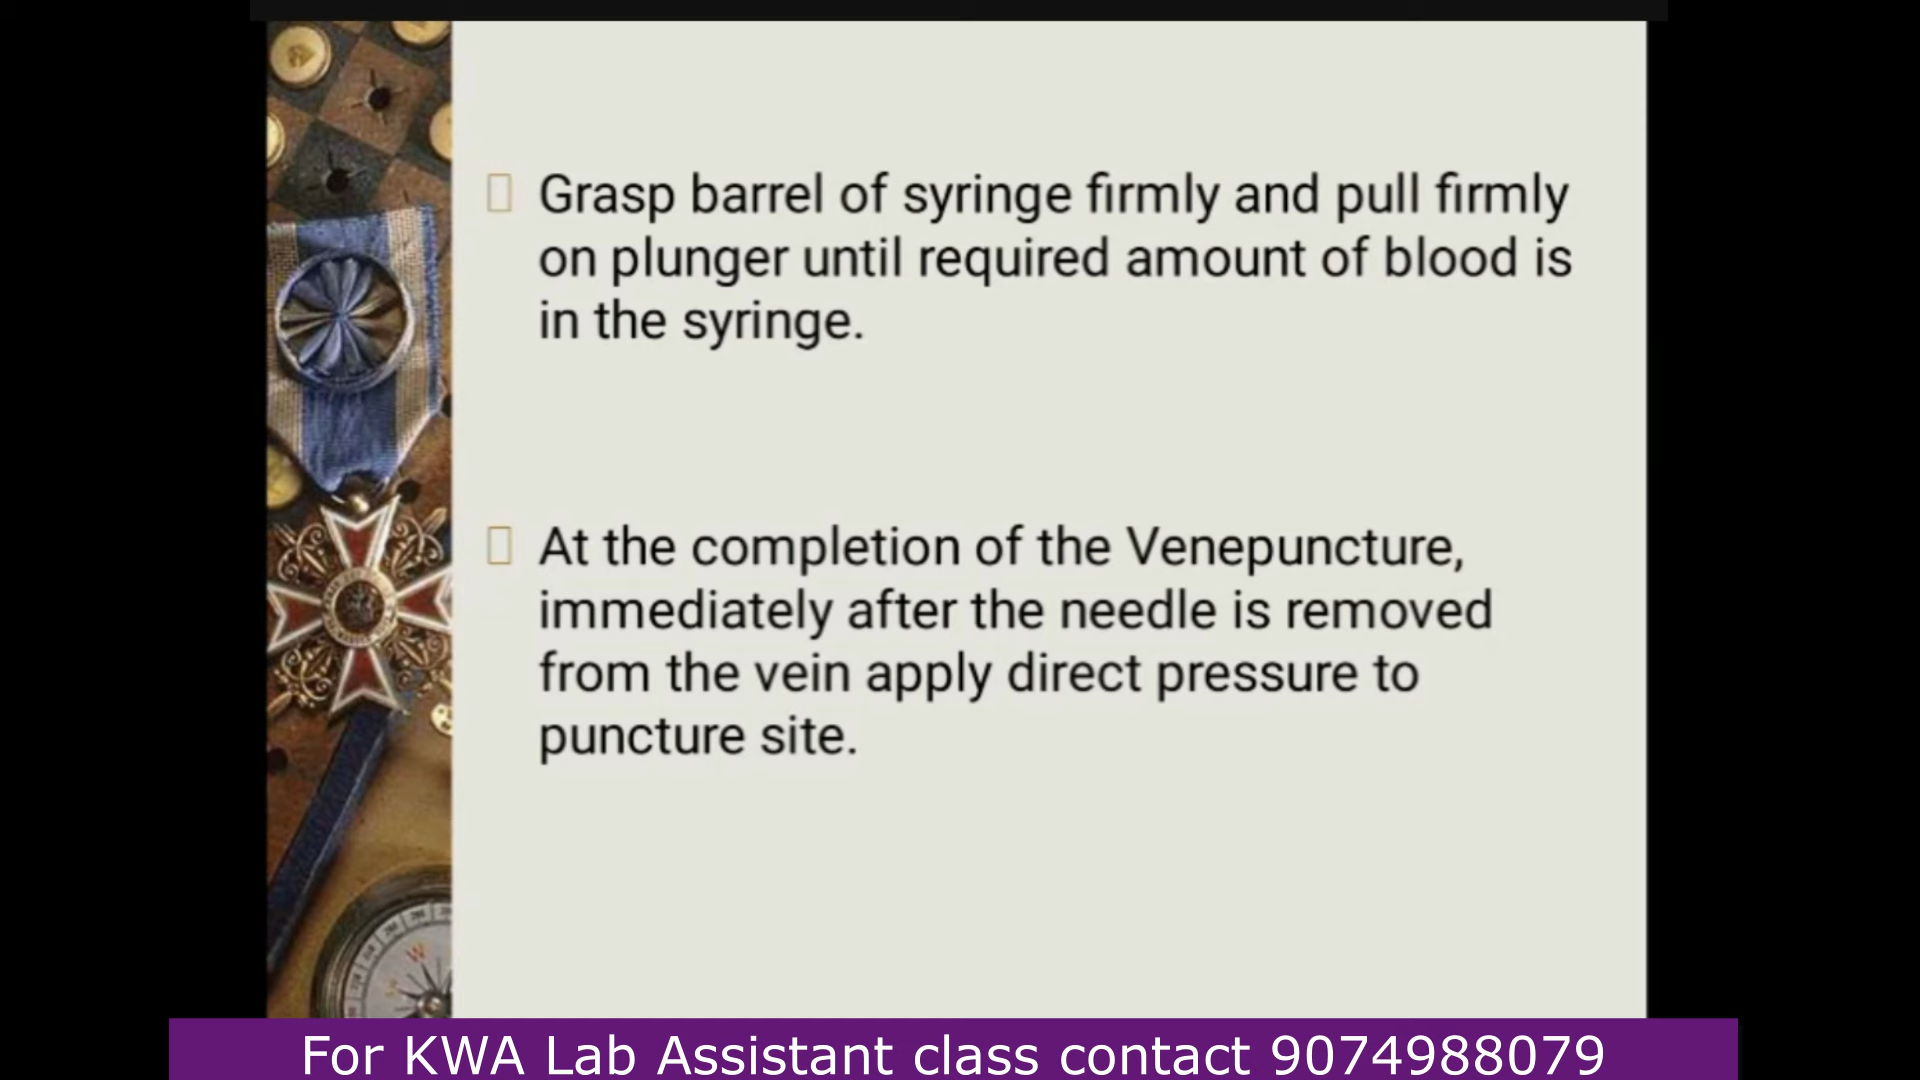 Grasp barrel of syringe firmly and pull firmly
on plunger until required amount of blood is
in the syringe.
At the completion of the Venepuncture,
immediately after the needle is removed
from the vein apply direct pressure to
puncture site.
W
For KWA Lab Assistant class contact 9074988079